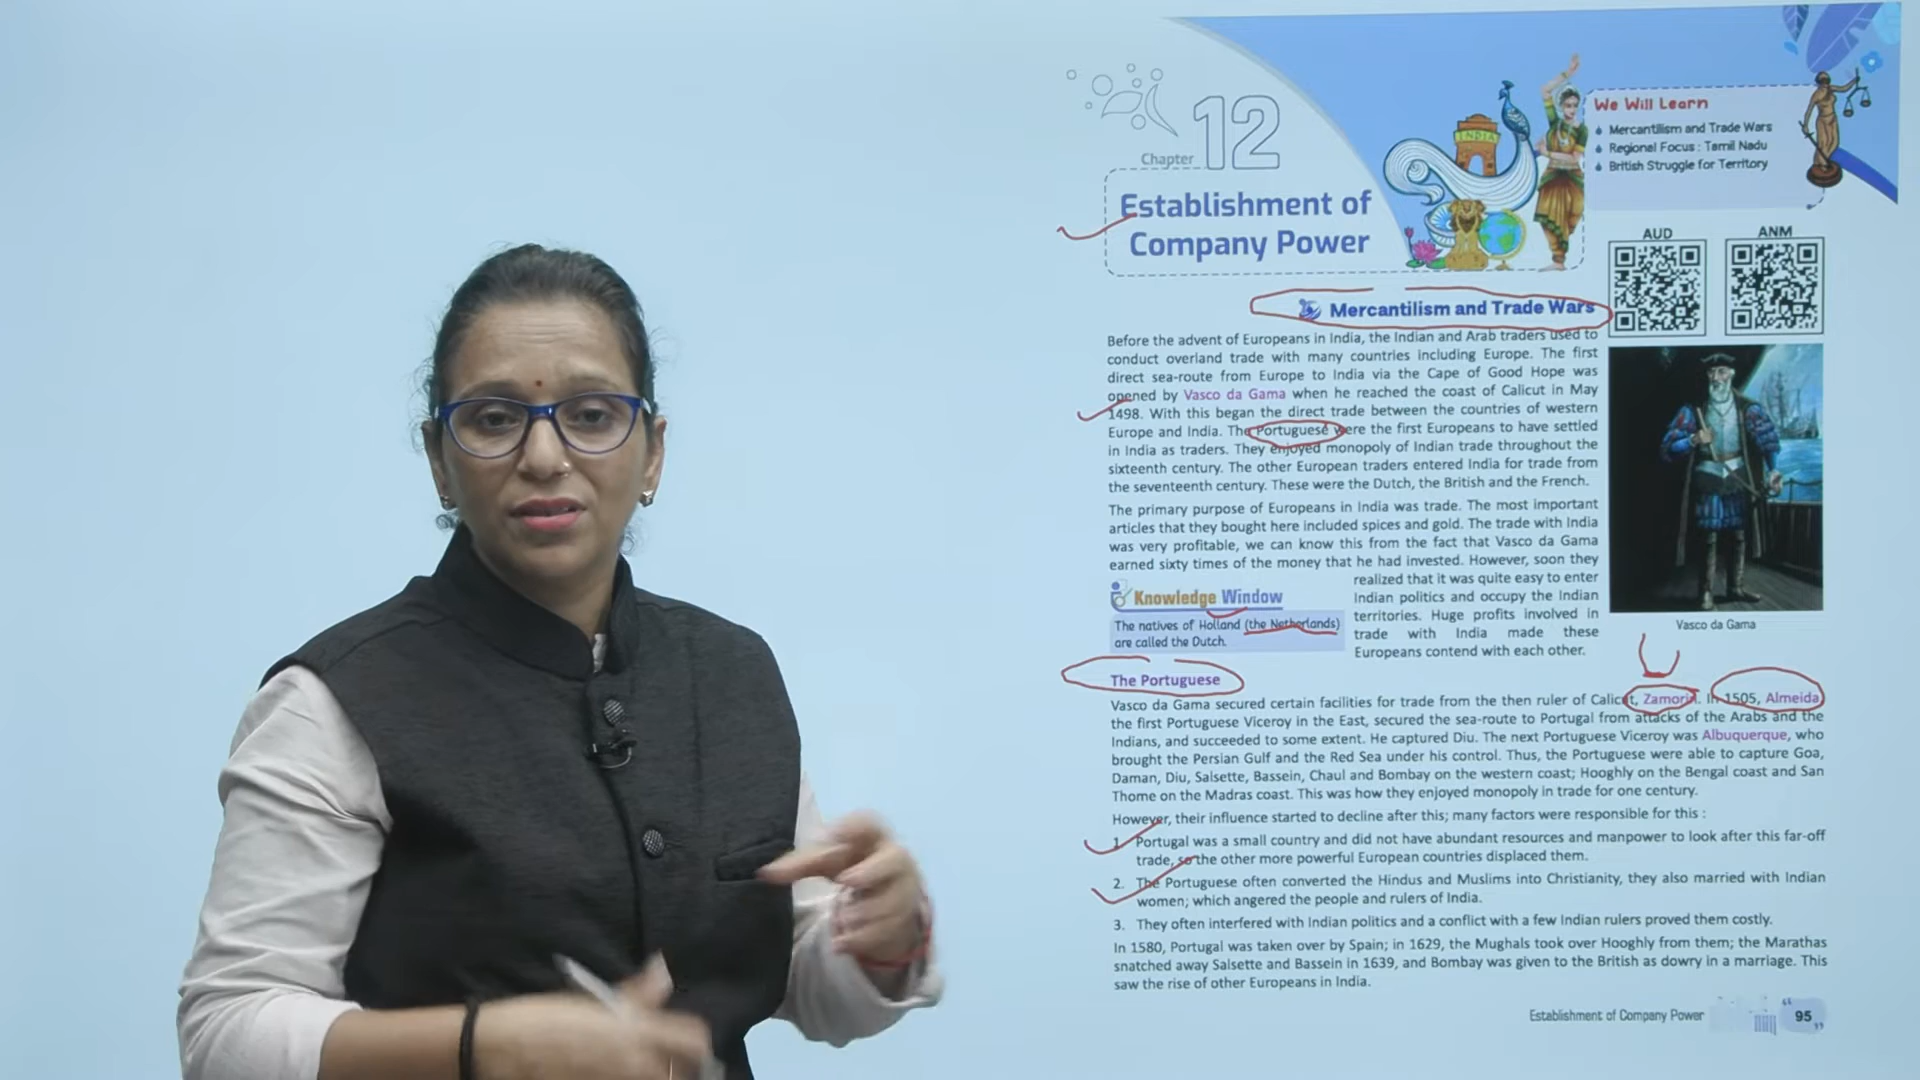 Chapter 12
Establishment of
Company Power
INDIA
We Will Learn
Mercantilism and Trade Wars
Regional Focus : Tamil Nadu
British Struggle for Territory
AUD
ANM
Mercantilism and Trade Wars
Before the advent of Europeans in India, the Indian and Arab traders used to
conduct overland trade with many countries including Europe. The first
direct sea-route from Europe to India via the Cape of Good Hope was
opened by Vasco da Gama when he reached the coast of Calicut in May
1498. With this began the direct trade between the countries of western
Europe and India. The Portuguese were the first Europeans to have settled
in India as traders. They enjoyed monopoly of Indian trade throughout the
sixteenth century. The other European traders entered India for trade from
the seventeenth century. These were the Dutch, the British and the French.
The primary purpose of Europeans in India was trade. The most important
articles that they bought here included spices and gold. The trade with India
was very profitable, we can know this from the fact that Vasco da Gama
earned sixty times of the money that he had invested. However, soon they
realized that it was quite easy to enter
Indian politics and occupy the Indian
territories. Huge profits involved in
trade with India made these
Europeans contend with each other.
Knowledge Window
The natives of Holland (the Netherlands)
are called the Dutch.
Vasco da Gama
The Portuguese
Vasco da Gama secured certain facilities for trade from the then ruler of Calicut, Zamorin. In 1505, Almeida
the first Portuguese Viceroy in the East, secured the sea-route to Portugal from attacks of the Arabs and the
Indians, and succeeded to some extent. He captured Diu. The next Portuguese Viceroy was Albuquerque, who
brought the Persian Gulf and the Red Sea under his control. Thus, the Portuguese were able to capture Goa,
Daman, Diu, Salsette, Bassein, Chaul and Bombay on the western coast; Hooghly on the Bengal coast and San
Thome on the Madras coast. This was how they enjoyed monopoly in trade for one century.
However, their influence started to decline after this; many factors were responsible for this :
1. Portugal was a small country and did not have abundant resources and manpower to look after this far-off
trade, so the other more powerful European countries displaced them.
2. The Portuguese often converted the Hindus and Muslims into Christianity, they also married with Indian
women; which angered the people and rulers of India.
3. They often interfered with Indian politics and a conflict with a few Indian rulers proved them costly.
In 1580, Portugal was taken over by Spain; in 1629, the Mughals took over Hooghly from them; the Marathas
snatched away Salsette and Bassein in 1639, and Bombay was given to the British as dowry in a marriage. This
saw the rise of other Europeans in India.
Establishment of Company Power
95